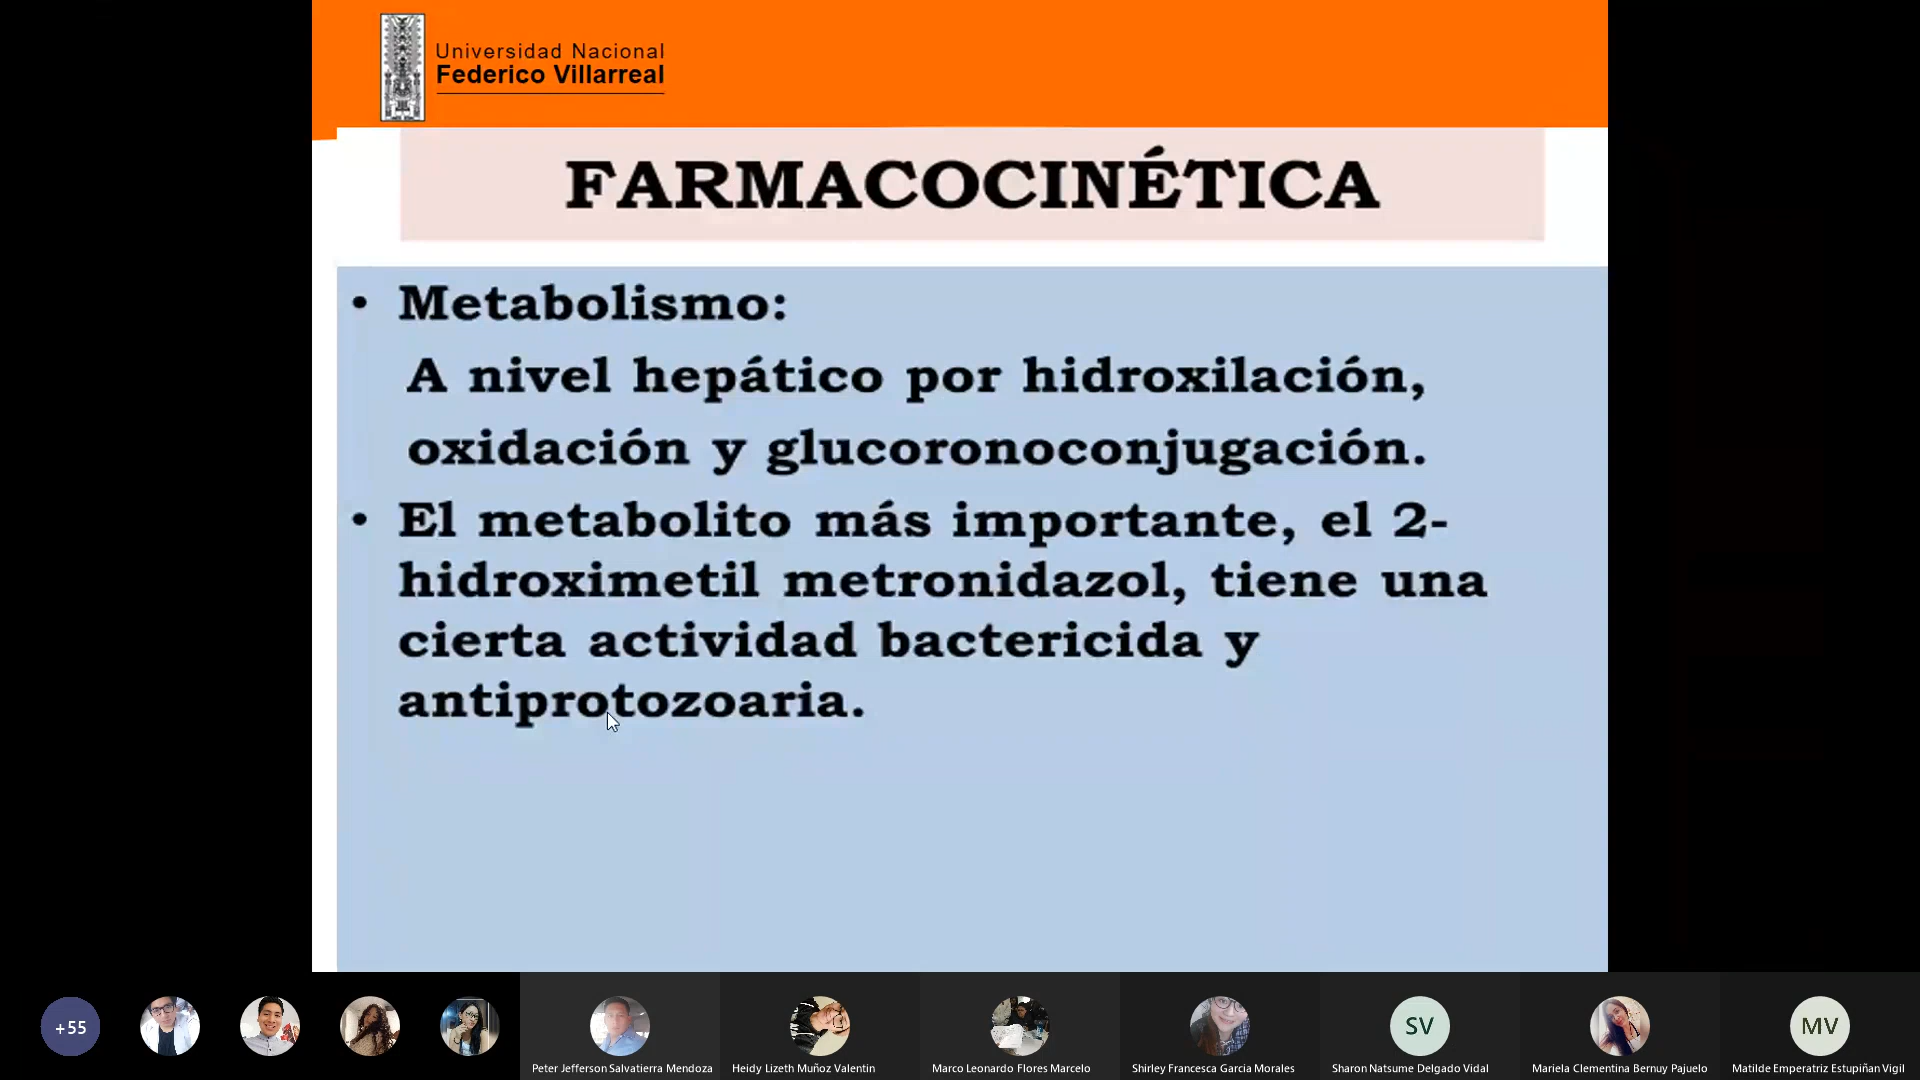 Universidad Nacional
Federico Villarreal
FARMACOCINÉTICA
• Metabolismo:
A nivel hepático por hidroxilación,
oxidación y glucoronoconjugación.
• El metabolito más importante, el 2-
hidroximetil metronidazol, tiene una
cierta actividad bactericida y
antiprotozoaria.
+55
SV
MV
Peter Jefferson Salvatierra Mendoza
Heidy Lizeth Muñoz Valentin
Marco Leonardo Flores Marcelo
Shirley Francesca Garcia Morales
Sharon Natsume Delgado Vidal
Mariela Clementina Bernuy Pajuelo
Matilde Emperatriz Estupiñan Vigil